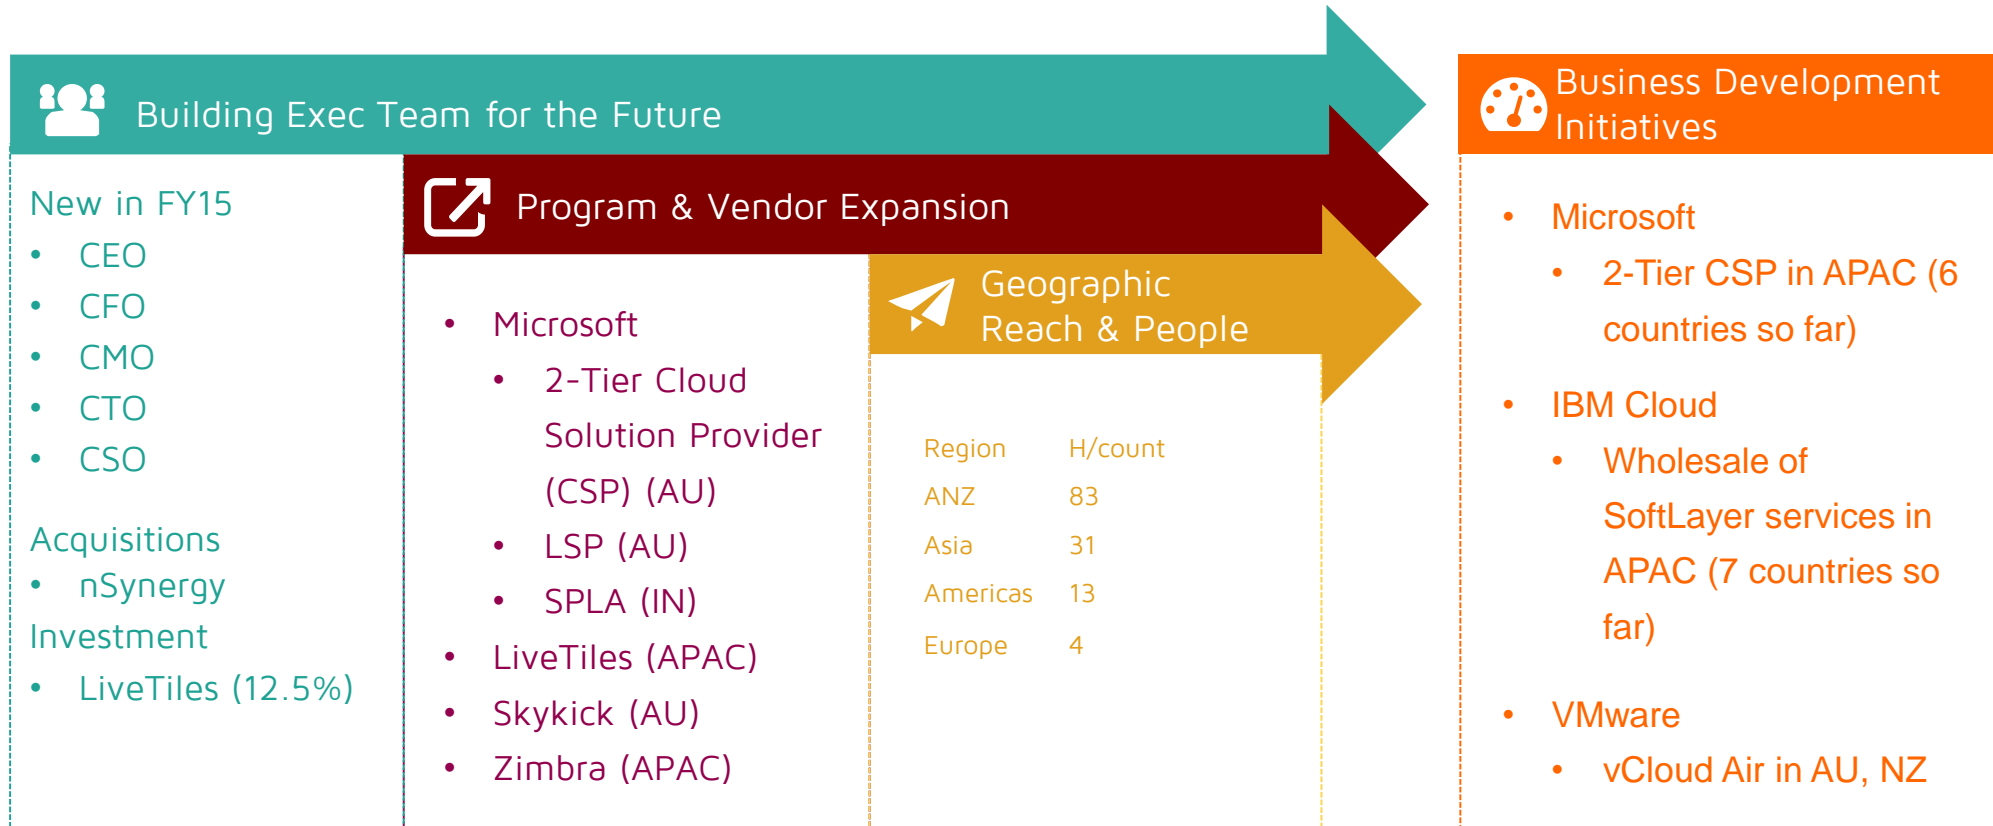 Building Exec Team for the Future
New in FY15
• CEO
• CFO
• CMO
• CTO
• CSO
Acquisitions
• nSynergy
Investment
• LiveTiles (12.5%)
Program & Vendor Expansion
• Microsoft
• 2-Tier Cloud
Solution Provider
(CSP) (AU)
• LSP (AU)
• SPLA (IN)
• LiveTiles (APAC)
• Skykick (AU)
• Zimbra (APAC)
Geographic
Reach & People
Region H/count
ANZ 83
Asia 31
Americas 13
Europe 4
Business Development
Initiatives
• Microsoft
• 2-Tier CSP in APAC (6
countries so far)
• IBM Cloud
• Wholesale of
SoftLayer services in
APAC (7 countries so
far)
• VMware
• vCloud Air in AU, NZ